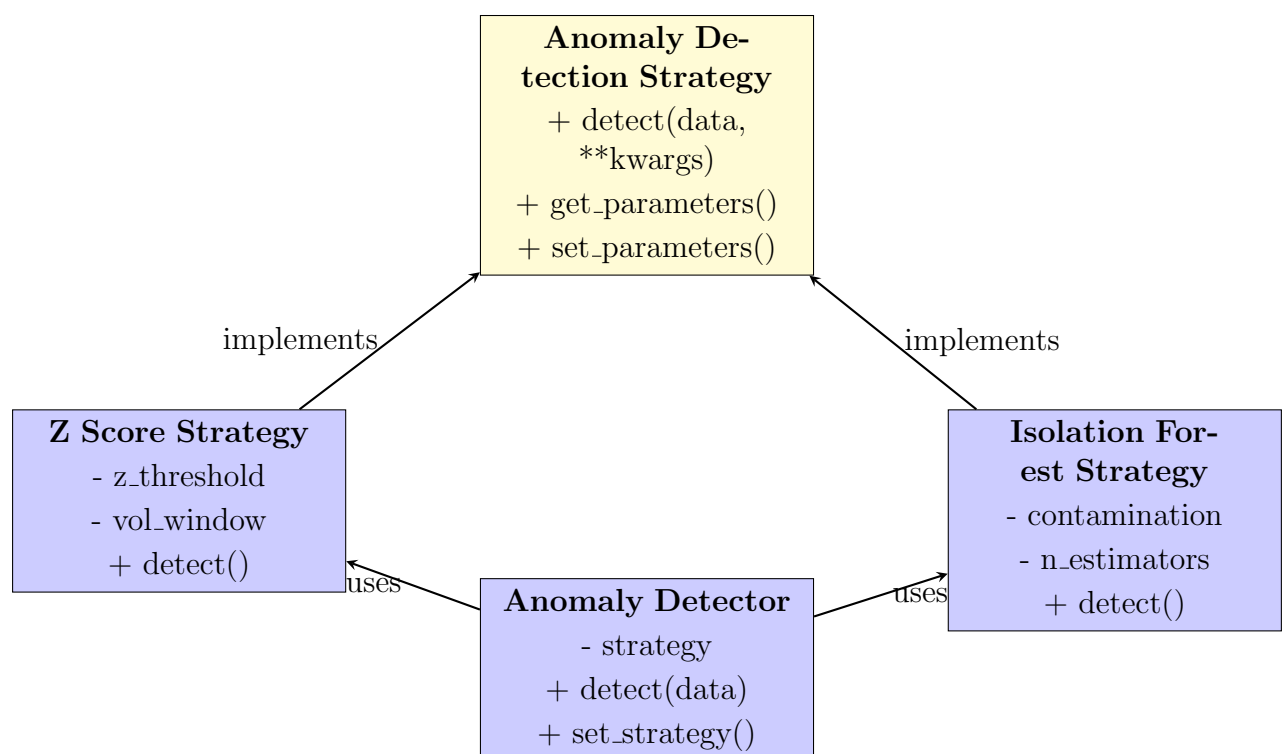 Anomaly De-
tection Strategy
+ detect(data,
**kwargs)
+ get_parameters()
+ set_parameters()
implements
implements
Z Score Strategy
- z_threshold
- vol_window
+ detect()
Isolation For-
est Strategy
- contamination
- n_estimators
+ detect()
uses
uses
Anomaly Detector
- strategy
+ detect(data)
+ set_strategy()